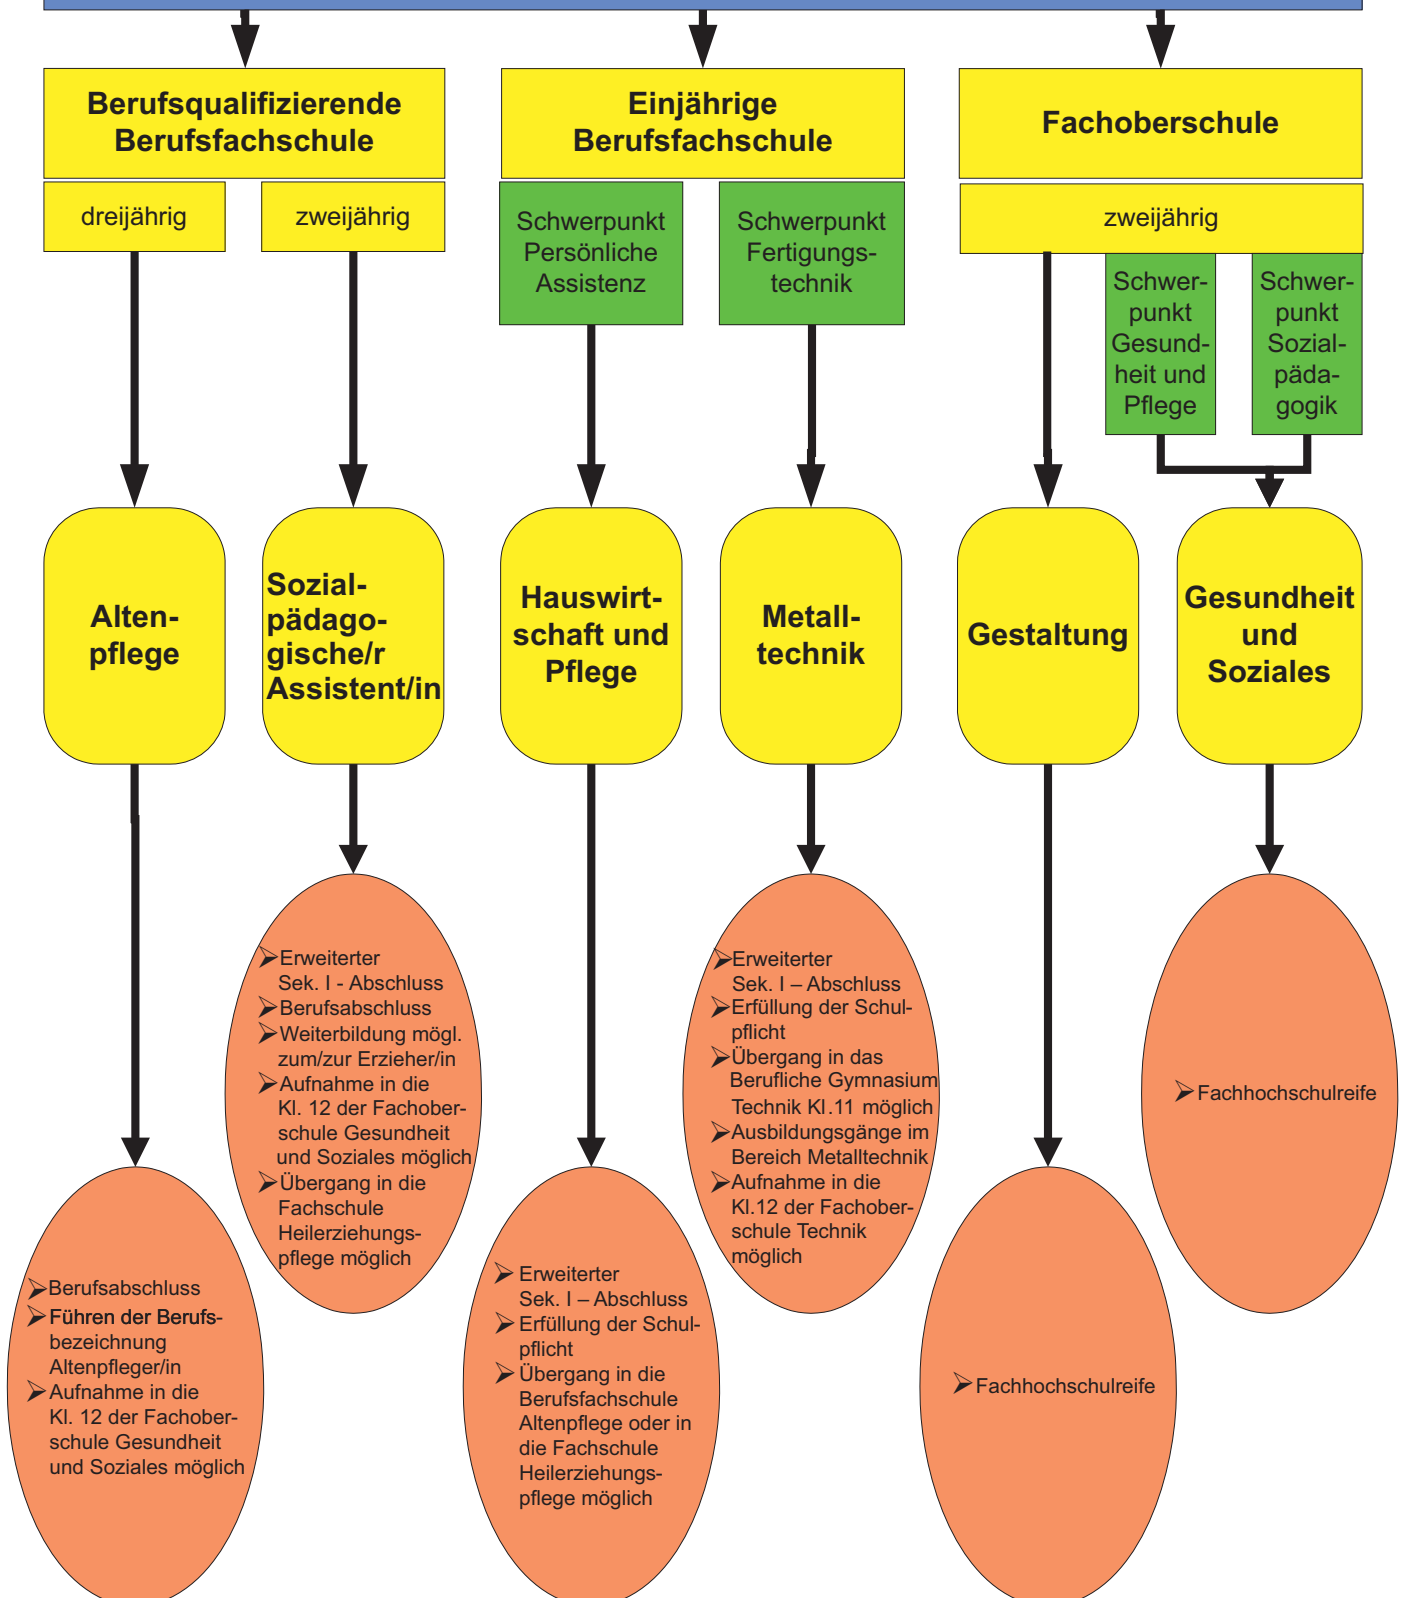 Berufsqualifizierende
Berufsfachschule
dreijährig
zweijährig
Einjährige
Berufsfachschule
Schwerpunkt
Persönliche
Assistenz
Schwerpunkt
Fertigungs-
technik
Fachoberschule
zweijährig
Schwer-
punkt
Gesund-
heit und
Pflege
Schwer-
punkt
Sozial-
päda-
gogik
Alten-
pflege
Sozial-
pädago-
gische/r
Assistent/in
Hauswirt-
schaft und
Pflege
Metall-
technik
Gestaltung
Gesundheit
und
Soziales
➢Berufsabschluss
➢Führen der Berufs-
bezeichnung
Altenpfleger/in
➢Aufnahme in die
Kl. 12 der Fachober-
schule Gesundheit
und Soziales möglich
➢Erweiterter
Sek. I - Abschluss
➢Berufsabschluss
➢Weiterbildung mögl.
zum/zur Erzieher/in
➢Aufnahme in die
Kl. 12 der Fachober-
schule Gesundheit
und Soziales möglich
➢Übergang in die
Fachschule
Heilerziehungs-
pflege möglich
➢Erweiterter
Sek. I – Abschluss
➢Erfüllung der Schul-
pflicht
➢Übergang in die
Berufsfachschule
Altenpflege oder in
die Fachschule
Heilerziehungs-
pflege möglich
➢Erweiterter
Sek. I – Abschluss
➢Erfüllung der Schul-
pflicht
➢Übergang in das
Berufliche Gymnasium
Technik Kl.11 möglich
➢Ausbildungsgänge im
Bereich Metalltechnik
➢Aufnahme in die
Kl.12 der Fachober-
schule Technik
möglich
➢Fachhochschulreife
➢Fachhochschulreife